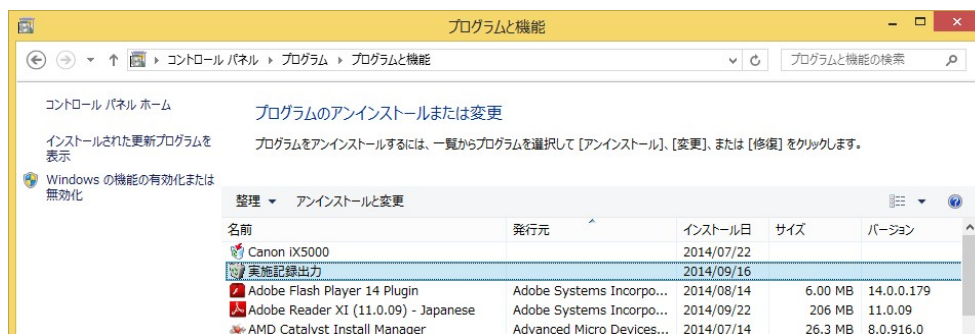 プログラムと機能
コントロール パネル ▸ プログラム ▸ プログラムと機能
プログラムと機能の検索
コントロール パネル ホーム
インストールされた更新プログラムを
表示
Windows の機能の有効化または
無効化
プログラムのアンインストールまたは変更
プログラムをアンインストールするには、一覧からプログラムを選択して [アンインストール]、[変更]、または [修復] をクリックします。
整理 ▼ アンインストールと変更
名前 発行元 インストール日 サイズ バージョン
Canon iX5000 2014/07/22
実施記録出力 2014/09/16
Adobe Flash Player 14 Plugin Adobe Systems Incorpo... 2014/08/14 6.00 MB 14.0.0.179
Adobe Reader XI (11.0.09) - Japanese Adobe Systems Incorpo... 2014/09/22 206 MB 11.0.09
AMD Catalyst Install Manager Advanced Micro Devices... 2014/07/14 26.3 MB 8.0.916.0